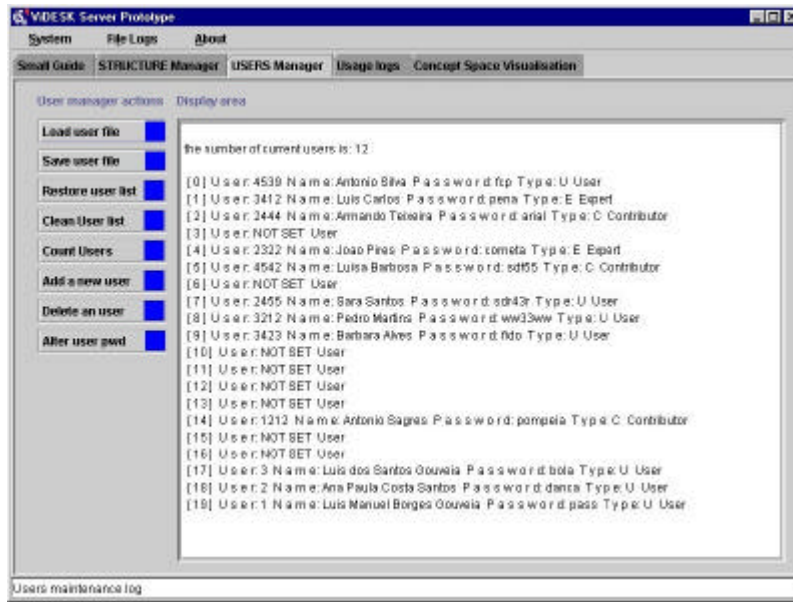 ViDESK Server Prototype
System File Logs About
Small Guide STRUCTURE Manager USERS Manager Usage logs Concept Space Visualisation
User manager actions Display area
Load user file
Save user file
Restore user list
Clean User list
Count Users
Add a new user
Delete an user
Alter user pwd
the number of current users is: 12
[0] User: 4539 Name: Antonio Silva Password: fcp Type: U User
[1] User: 3412 Name: Luis Carlos Password: pena Type: E Expert
[2] User: 2444 Name: Armando Teixeira Password: arial Type: C Contributor
[3] User: NOT SET User
[4] User: 2322 Name: Joao Pires Password: cometa Type: E Expert
[5] User: 4542 Name: Luisa Barbosa Password: sdf55 Type: C Contributor
[6] User: NOT SET User
[7] User: 2455 Name: Sara Santos Password: sdr43r Type: U User
[8] User: 3212 Name: Pedro Martins Password: ww33ww Type: U User
[9] User: 3423 Name: Barbara Alves Password: fido Type: U User
[10] User: NOT SET User
[11] User: NOT SET User
[12] User: NOT SET User
[13] User: NOT SET User
[14] User: 1212 Name: Antonio Sagres Password: pompeia Type C Contributor
[15] User: NOT SET User
[16] User: NOT SET User
[17] User: 3 Name: Luis dos Santos Gouveia Password: bola Type: U User
[18] User: 2 Name: Ana Paula Costa Santos Password: danca Type: U User
[19] User: 1 Name: Luis Manuel Borges Gouveia Password: pass Type: U User
Users maintenance log